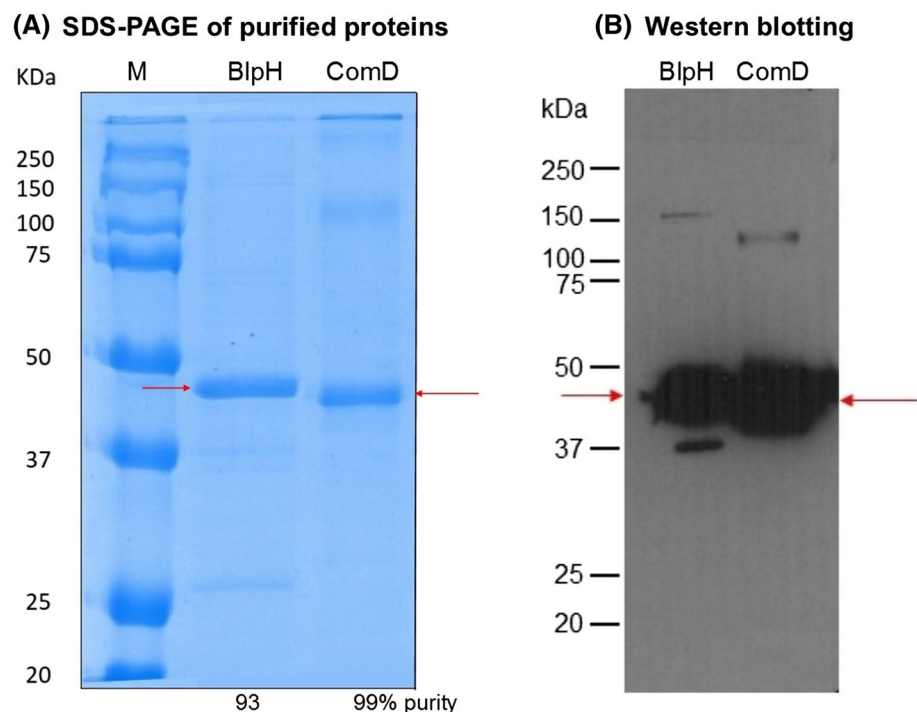 (A) SDS-PAGE of purified proteins
KDa M BlpH ComD
250
150
100
75
50
37
25
20
93 99% purity
(B) Western blotting
BlpH ComD
kDa
250
150
100
75
50
37
25
20